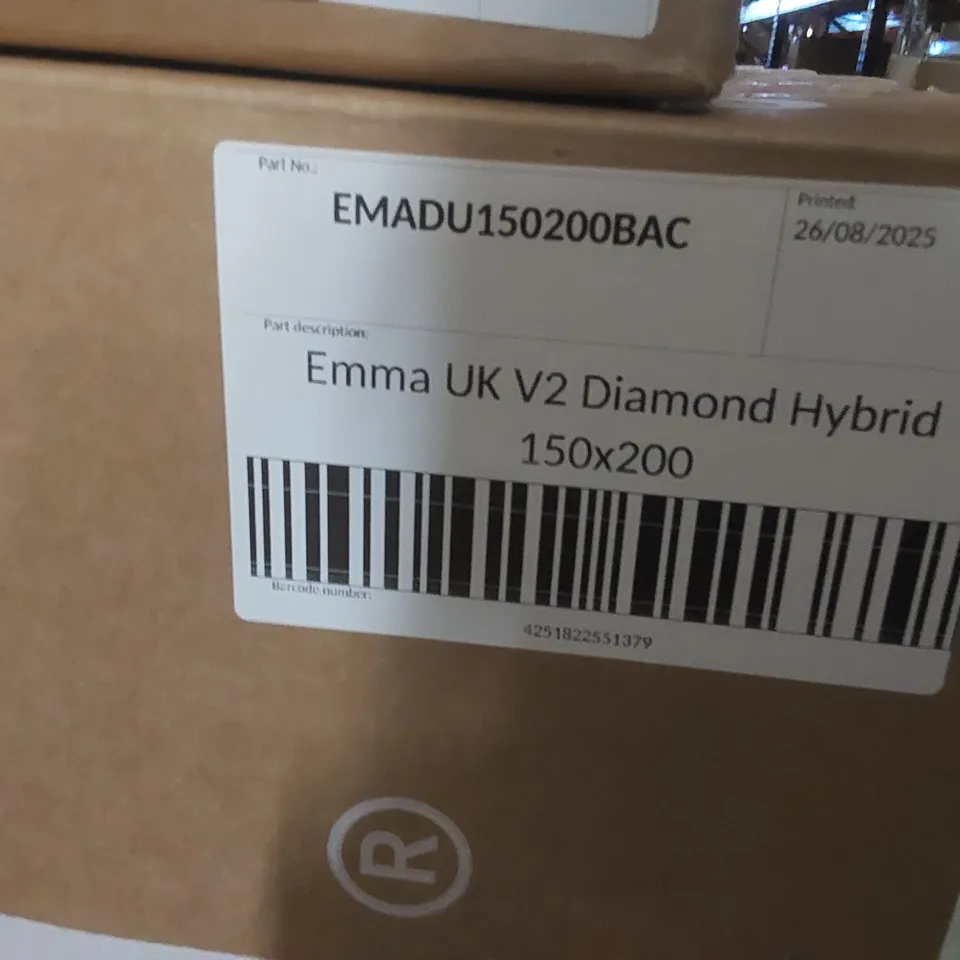 Part No.:
EMADU150200BAC
Printed:
26/08/2025
Part description:
Emma UK V2 Diamond Hybrid
150x200
Barcode number:
4251822551379
®